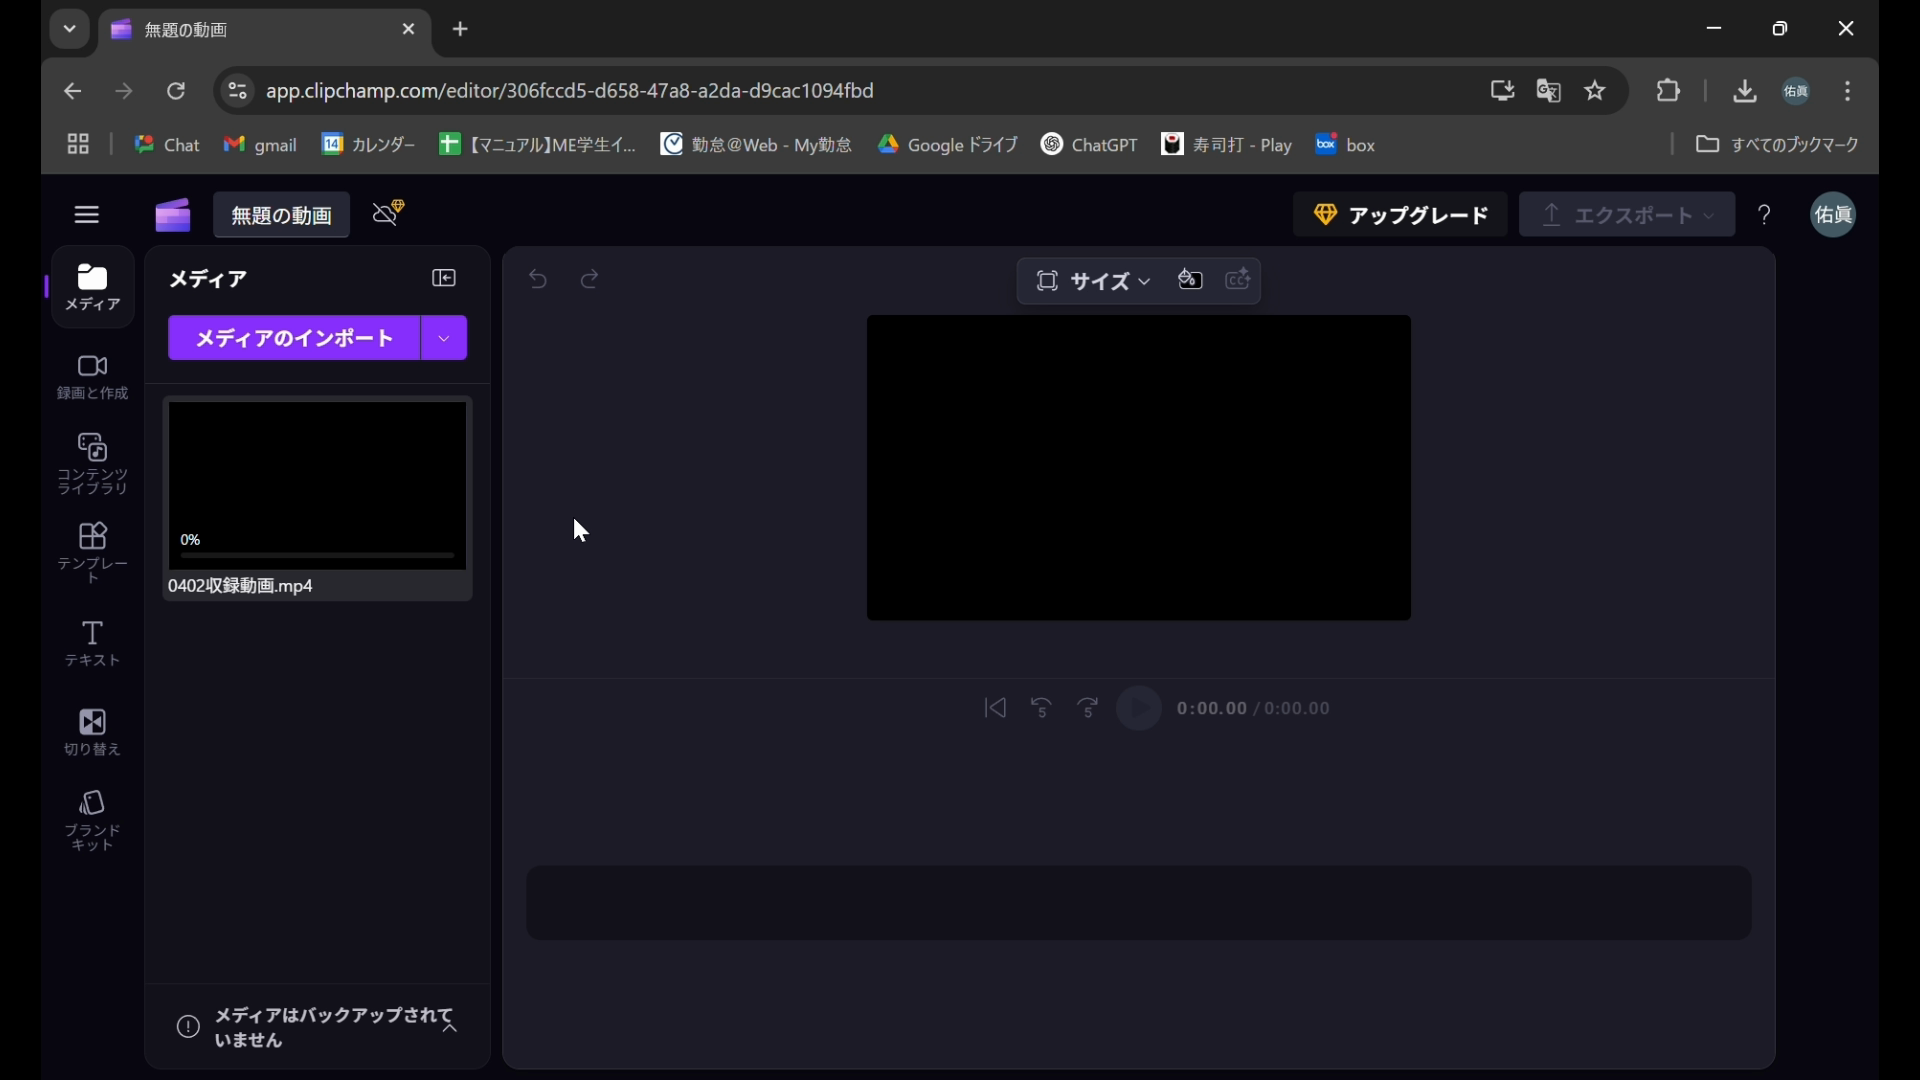 無題の動画
app.clipchamp.com/editor/306fccd5-d658-47a8-a2da-d9cac1094fbd
佑眞
Chat
gmail
14
カレンダー
【マニュアル】ME学生イ...
勤怠@Web - My勤怠
Google ドライブ
ChatGPT
寿司打 - Play
box
box
すべてのブックマーク
無題の動画
アップグレード
エクスポート
?
佑眞
メディア
録画と作成
コンテンツ
ライブラリ
テンプレー
ト
テキスト
切り替え
ブランド
キット
メディア
メディアのインポート
0%
0402収録動画.mp4
メディアはバックアップされて
いません
サイズ
CC
5
5
0:00.00 / 0:00.00